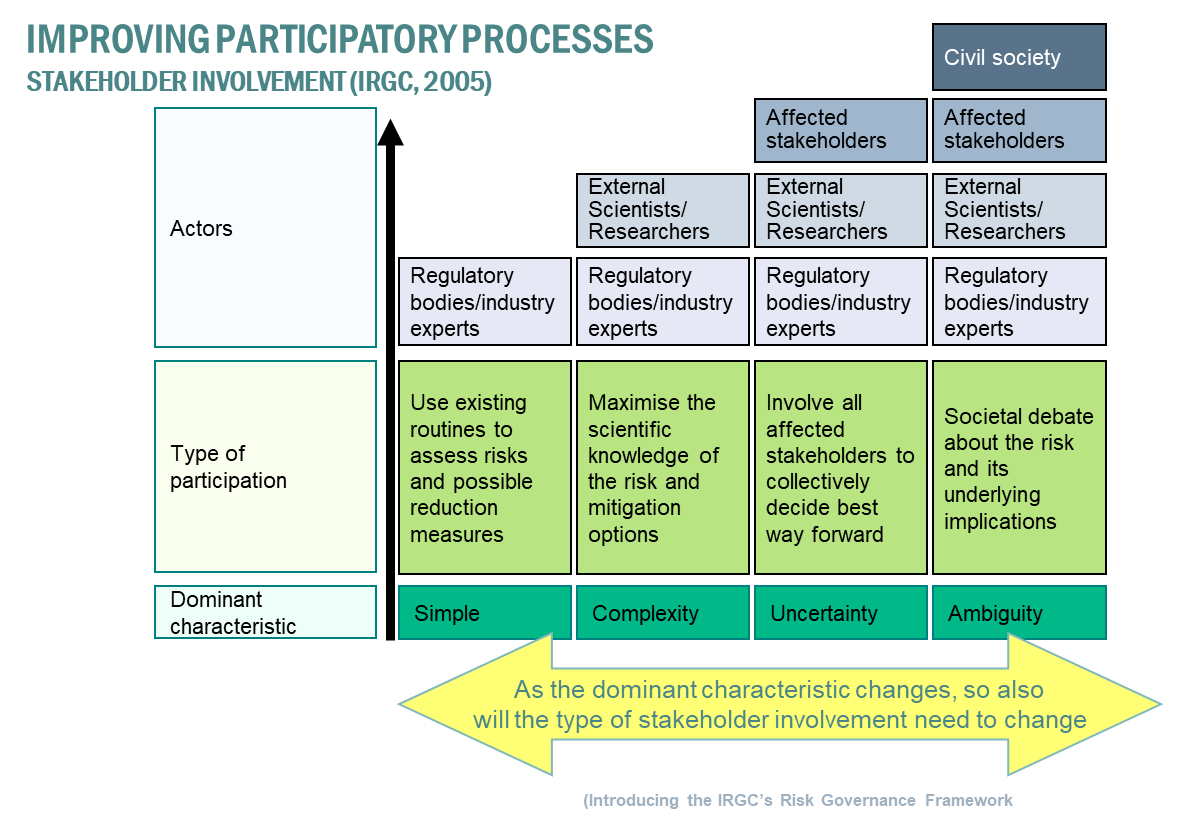 IMPROVING PARTICIPATORY PROCESSES
STAKEHOLDER INVOLVEMENT (IRGC, 2005)
Civil society
Affected
stakeholders
Affected
stakeholders
External
Scientists/
Researchers
External
Scientists/
Researchers
External
Scientists/
Researchers
Actors
Regulatory
bodies/industry
experts
Regulatory
bodies/industry
experts
Regulatory
bodies/industry
experts
Regulatory
bodies/industry
experts
Type of
participation
Use existing
routines to
assess risks
and possible
reduction
measures
Maximise the
scientific
knowledge of
the risk and
mitigation
options
Involve all
affected
stakeholders to
collectively
decide best
way forward
Societal debate
about the risk
and its
underlying
implications
Dominant
characteristic
Simple
Complexity
Uncertainty
Ambiguity
As the dominant characteristic changes, so also
will the type of stakeholder involvement need to change
(Introducing the IRGC's Risk Governance Framework